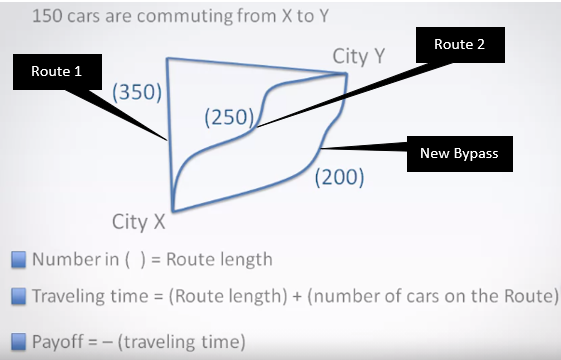 150 cars are commuting from X to Y
Route 2
City Y
Route 1
(350)
(250)
New Bypass
(200)
City X
Number in ( ) = Route length
Traveling time = (Route length) + (number of cars on the Route)
Payoff = – (traveling time)